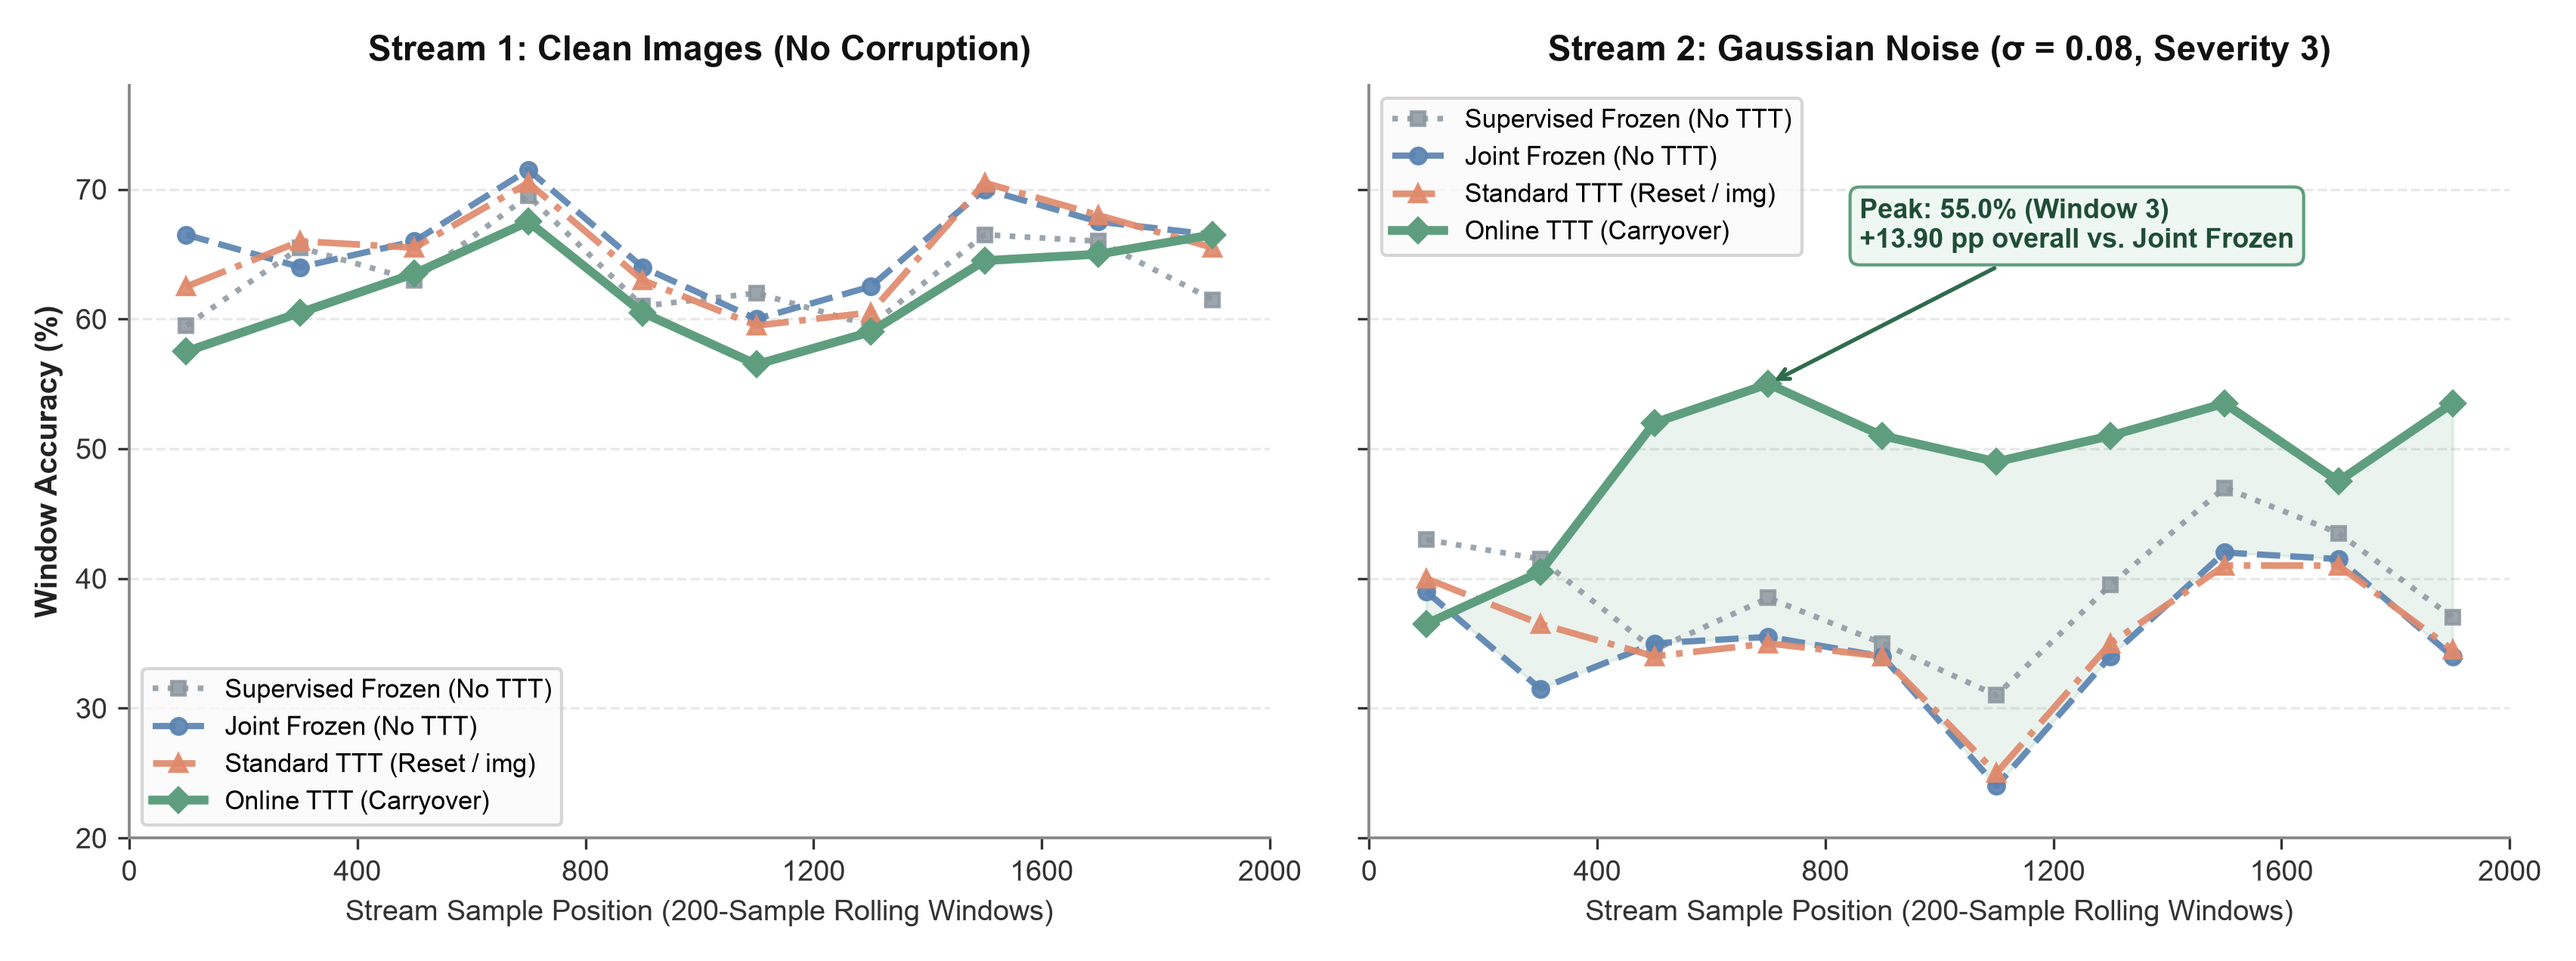 Stream 1: Clean Images (No Corruption)
Window Accuracy (%)
70
60
50
40
30
20
Supervised Frozen (No TTT)
Joint Frozen (No TTT)
Standard TTT (Reset / img)
Online TTT (Carryover)
0
400
800
1200
1600
2000
Stream Sample Position (200-Sample Rolling Windows)
Stream 2: Gaussian Noise (σ = 0.08, Severity 3)
Supervised Frozen (No TTT)
Joint Frozen (No TTT)
Standard TTT (Reset / img)
Online TTT (Carryover)
Peak: 55.0% (Window 3)
+13.90 pp overall vs. Joint Frozen
0
400
800
1200
1600
2000
Stream Sample Position (200-Sample Rolling Windows)